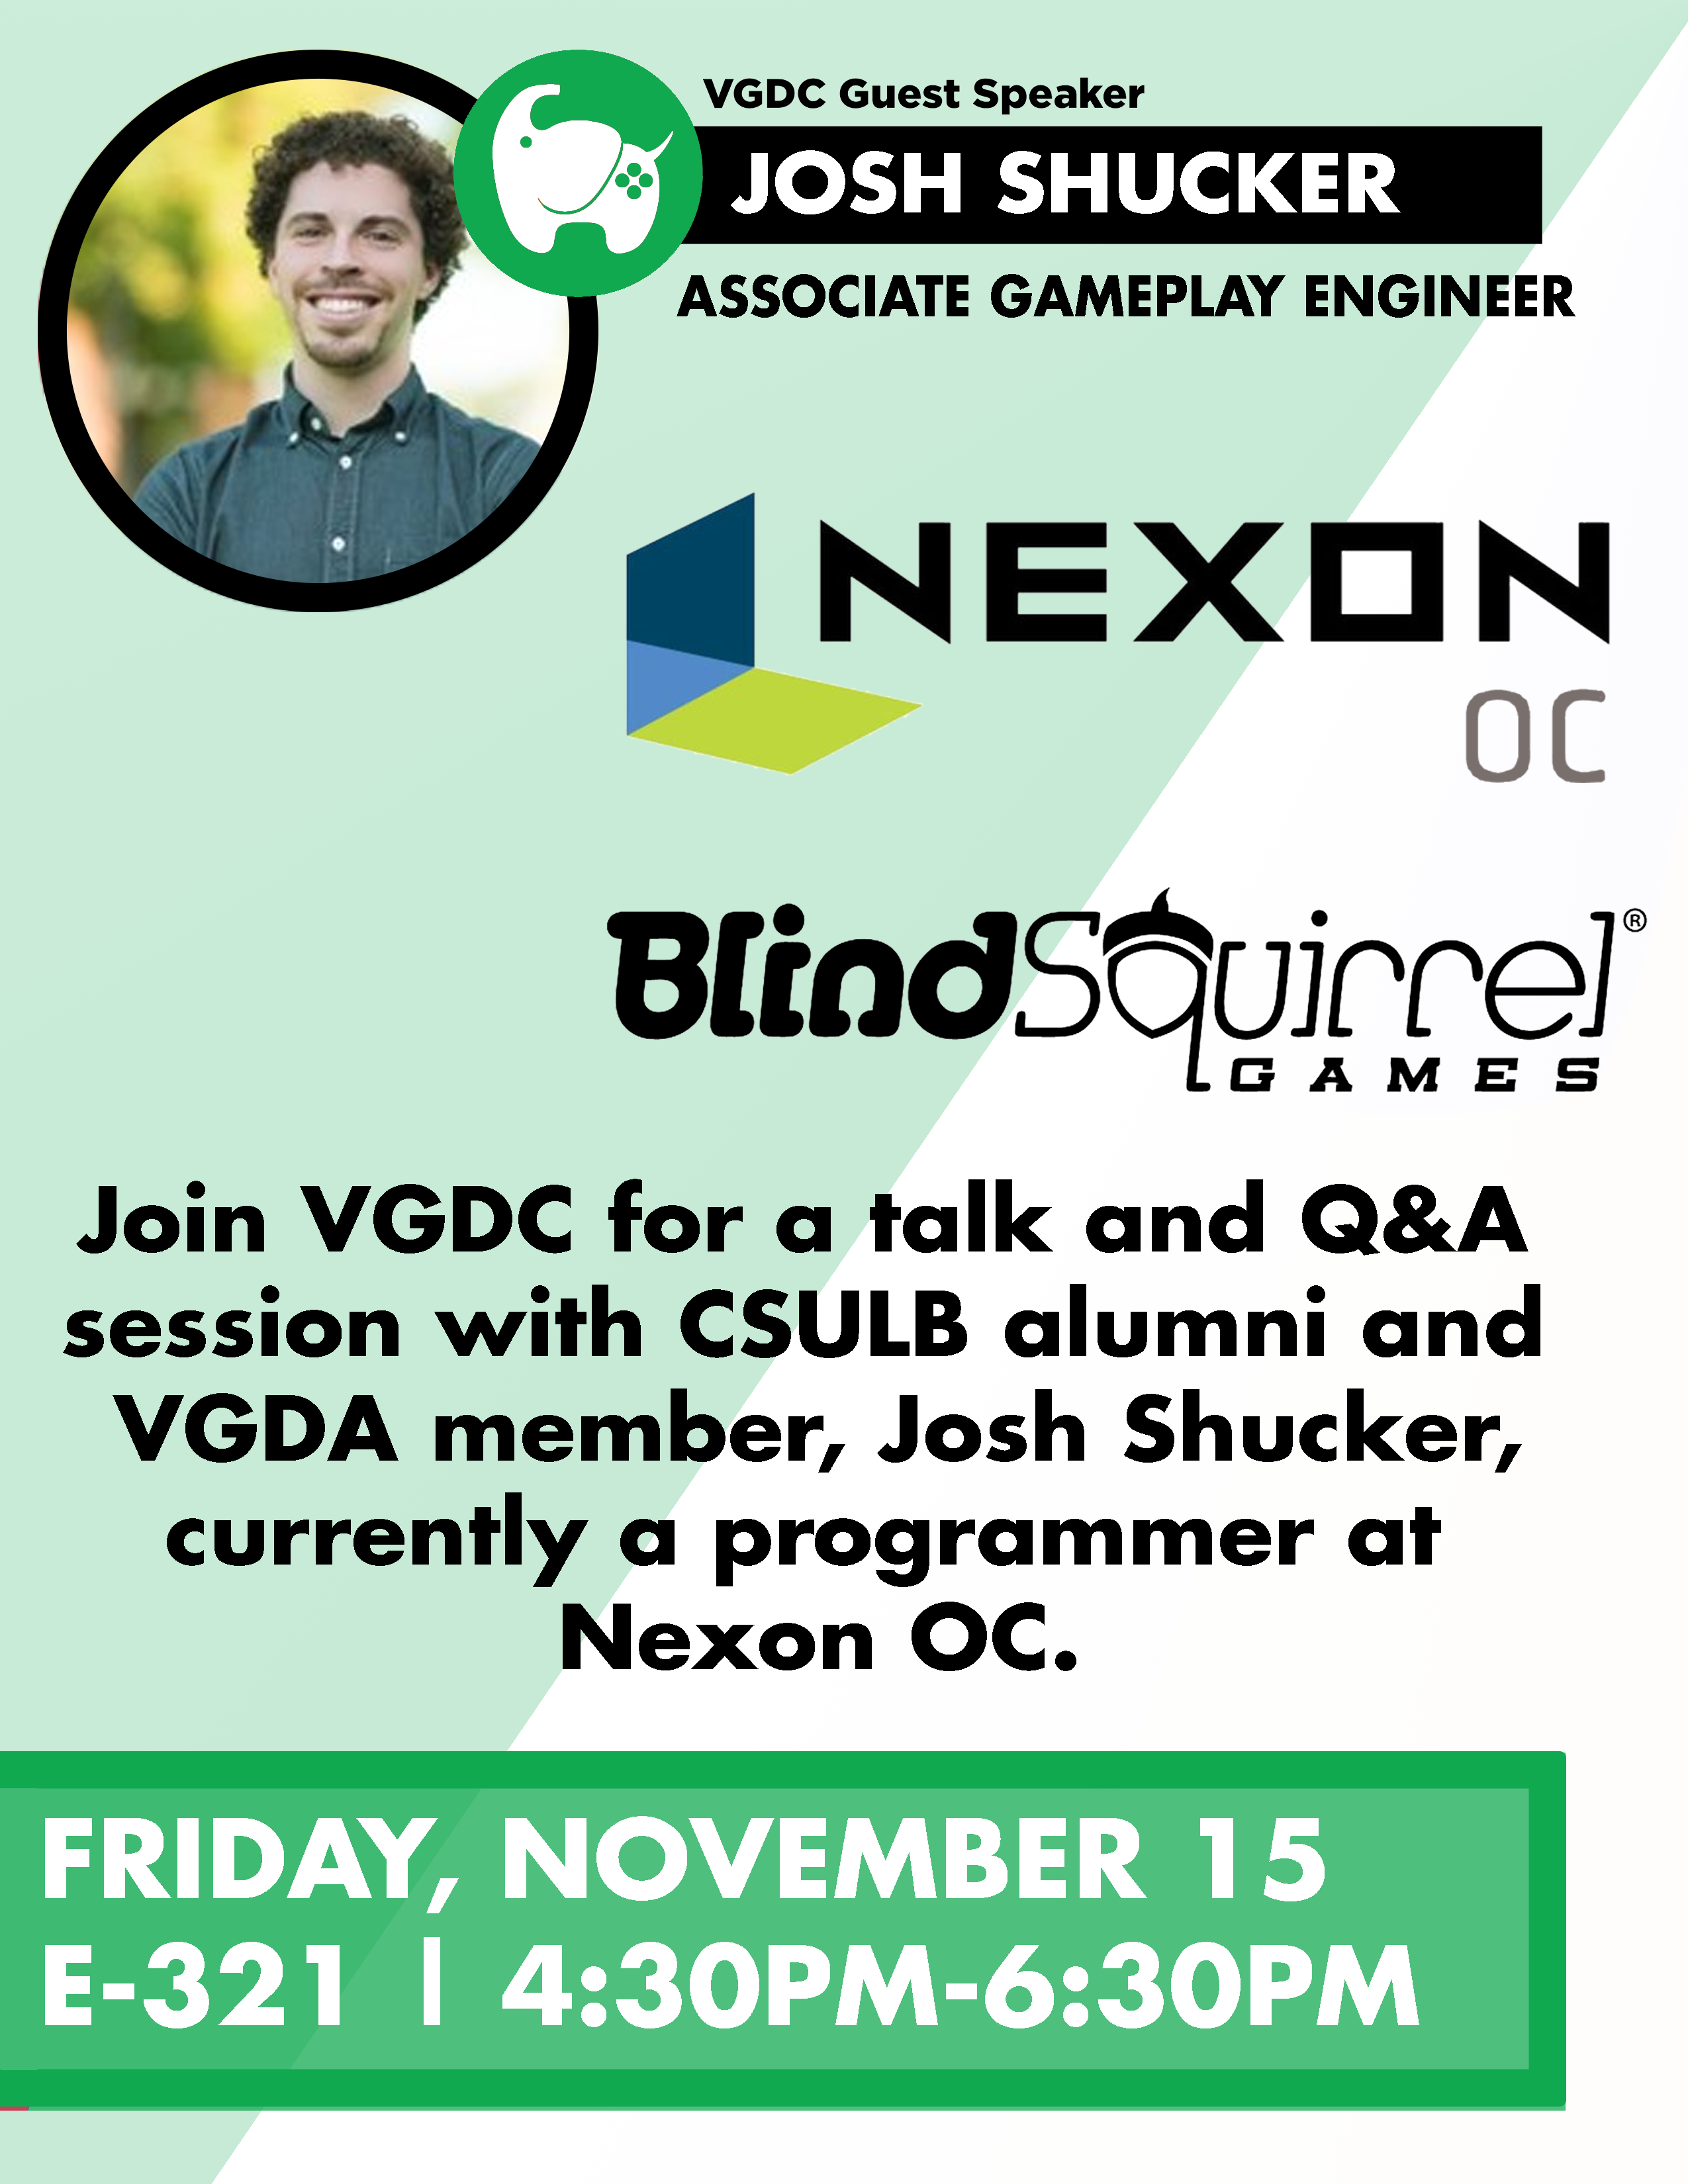 VGDC Guest Speaker
JOSH SHUCKER
ASSOCIATE GAMEPLAY ENGINEER
NEXON
OC
BlindSquirrel®
GAMES
Join VGDC for a talk and Q&A
session with CSULB alumni and
VGDA member, Josh Shucker,
currently a programmer at
Nexon OC.
FRIDAY, NOVEMBER 15
E-321 | 4:30PM-6:30PM